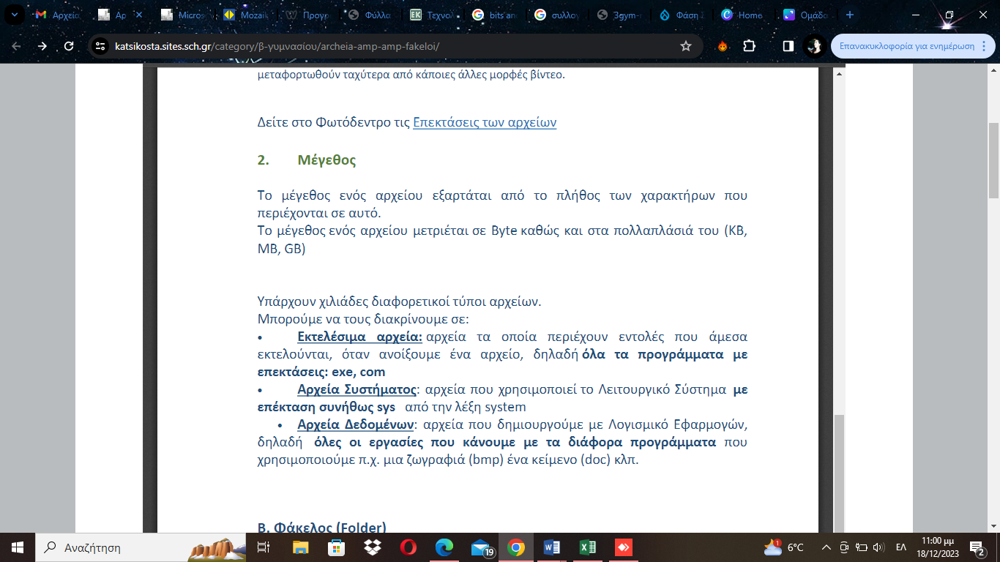 Αρχεία
Αρ
Micros
Mozaik
Προγρ
Φύλλα
Τεχνολ
bits and
συλλογ
3gym-
Φάση Σ
Home
Ομάδα
katsikosta.sites.sch.gr/category/β-γυμνασίου/archeia-amp-amp-fakeloi/
Επανακυκλοφορία για ενημέρωση
μεταφορτωθούν ταχύτερα από κάποιες άλλες μορφές βίντεο.
Δείτε στο Φωτόδεντρο τις Επεκτάσεις των αρχείων
2. Μέγεθος
Το μέγεθος ενός αρχείου εξαρτάται από το πλήθος των χαρακτήρων που
περιέχονται σε αυτό.
Το μέγεθος ενός αρχείου μετριέται σε Byte καθώς και στα πολλαπλάσιά του (KB,
MB, GB)
Υπάρχουν χιλιάδες διαφορετικοί τύποι αρχείων.
Μπορούμε να τους διακρίνουμε σε:
• Εκτελέσιμα αρχεία: αρχεία τα οποία περιέχουν εντολές που άμεσα
εκτελούνται, όταν ανοίξουμε ένα αρχείο, δηλαδή όλα τα προγράμματα με
επεκτάσεις: exe, com
• Αρχεία Συστήματος: αρχεία που χρησιμοποιεί το Λειτουργικό Σύστημα με
επέκταση συνήθως sys από την λέξη system
• Αρχεία Δεδομένων: αρχεία που δημιουργούμε με Λογισμικό Εφαρμογών,
δηλαδή όλες οι εργασίες που κάνουμε με τα διάφορα προγράμματα που
χρησιμοποιούμε π.χ. μια ζωγραφιά (bmp) ένα κείμενο (doc) κλπ.
Β. Φάκελος (Folder)
Αναζήτηση
19
1
6°C
ΕΛ
11:00 μμ
18/12/2023
2